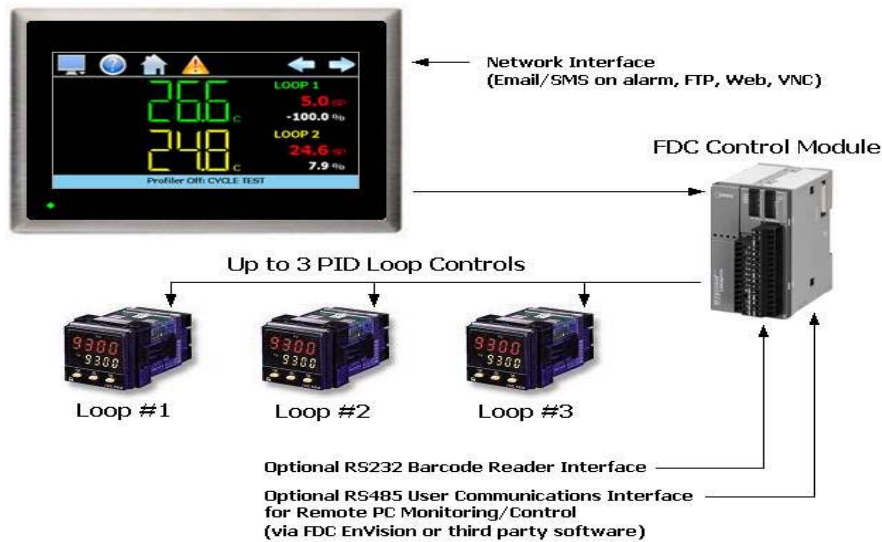 Network Interface
(Email/SMS on alarm, FTP, Web, VNC)
26.6 C
LOOP 1
5.0 SP
-100.0 %
24.8 C
LOOP 2
24.6 SP
7.9 %
Profiler Off: CYCLE TEST
FDC Control Module
Up to 3 PID Loop Controls
9300
9300
9300
9300
9300
9300
Loop #1
Loop #2
Loop #3
Optional RS232 Barcode Reader Interface
Optional RS485 User Communications Interface
for Remote PC Monitoring/Control
(via FDC EnVision or third party software)